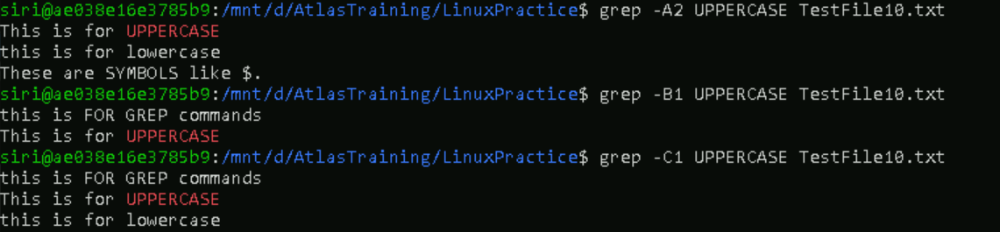 siri@ae038e16e3785b9:/mnt/d/AtlasTraining/LinuxPractice$ grep -A2 UPPERCASE TestFile10.txt
This is for UPPERCASE
this is for lowercase
These are SYMBOLS like $.
siri@ae038e16e3785b9:/mnt/d/AtlasTraining/LinuxPractice$ grep -B1 UPPERCASE TestFile10.txt
this is FOR GREP commands
This is for UPPERCASE
siri@ae038e16e3785b9:/mnt/d/AtlasTraining/LinuxPractice$ grep -C1 UPPERCASE TestFile10.txt
this is FOR GREP commands
This is for UPPERCASE
this is for lowercase